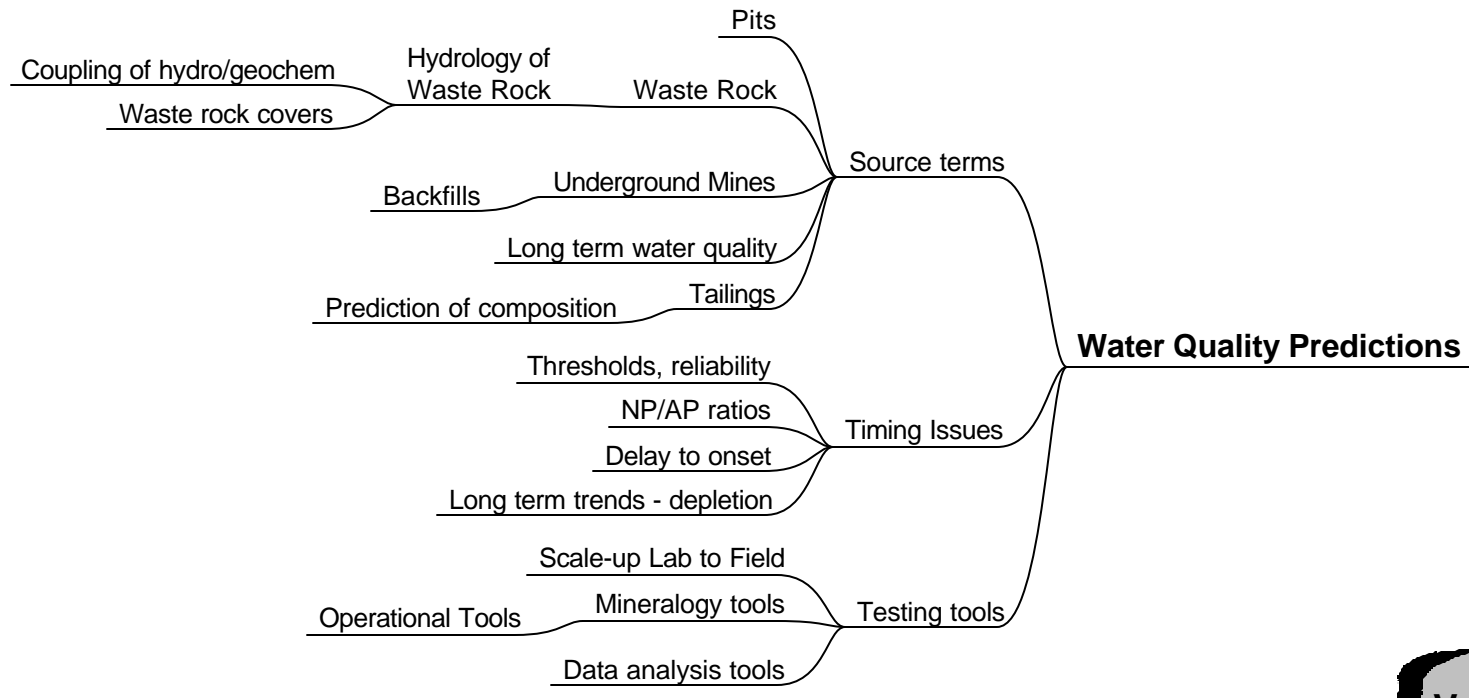 Pits
Coupling of hydro/geochem
Hydrology of
Waste Rock
Waste Rock
Waste rock covers
Source terms
Backfills
Underground Mines
Long term water quality
Prediction of composition
Tailings
Water Quality Predictions
Thresholds, reliability
NP/AP ratios
Timing Issues
Delay to onset
Long term trends - depletion
Scale-up Lab to Field
Operational Tools
Mineralogy tools
Testing tools
Data analysis tools